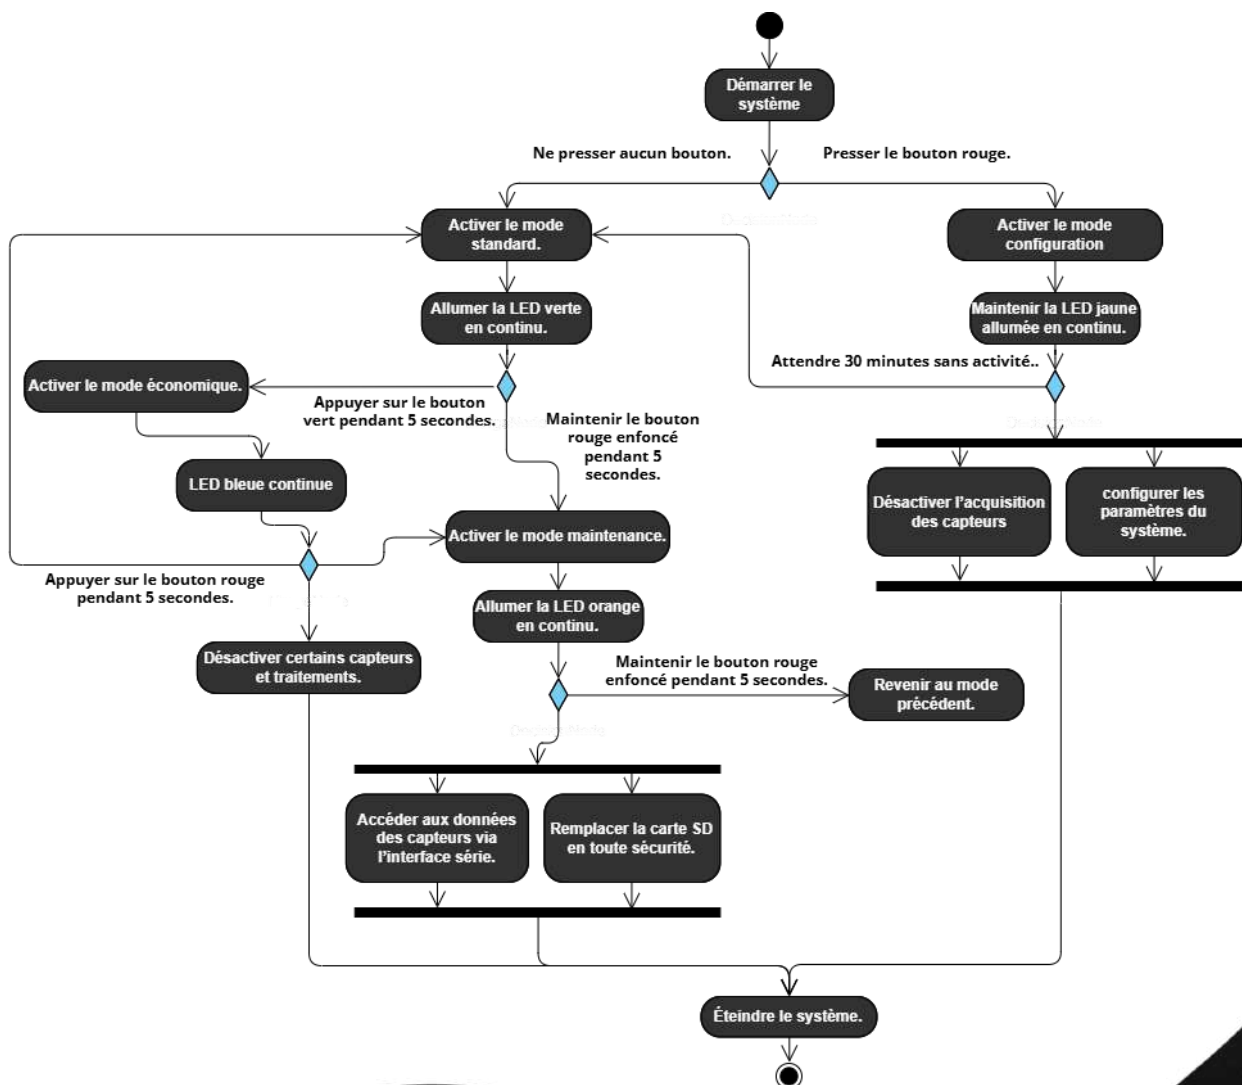 Démarrer le
système
Ne presser aucun bouton.
Presser le bouton rouge.
Activer le mode
standard.
Activer le mode
configuration
Allumer la LED verte
en continu.
Maintenir la LED jaune
allumée en continu.
Attendre 30 minutes sans activité..
Activer le mode économique.
Appuyer sur le bouton
vert pendant 5 secondes.
Maintenir le bouton
rouge enfoncé
pendant 5
secondes.
LED bleue continue
Désactiver l'acquisition
des capteurs
configurer les
paramètres du
système.
Activer le mode maintenance.
Appuyer sur le bouton rouge
pendant 5 secondes.
Allumer la LED orange
en continu.
Désactiver certains capteurs
et traitements.
Maintenir le bouton rouge
enfoncé pendant 5 secondes.
Revenir au mode
précédent.
Accéder aux données
des capteurs via
l'interface série.
Remplacer la carte SD
en toute sécurité.
Éteindre le système.